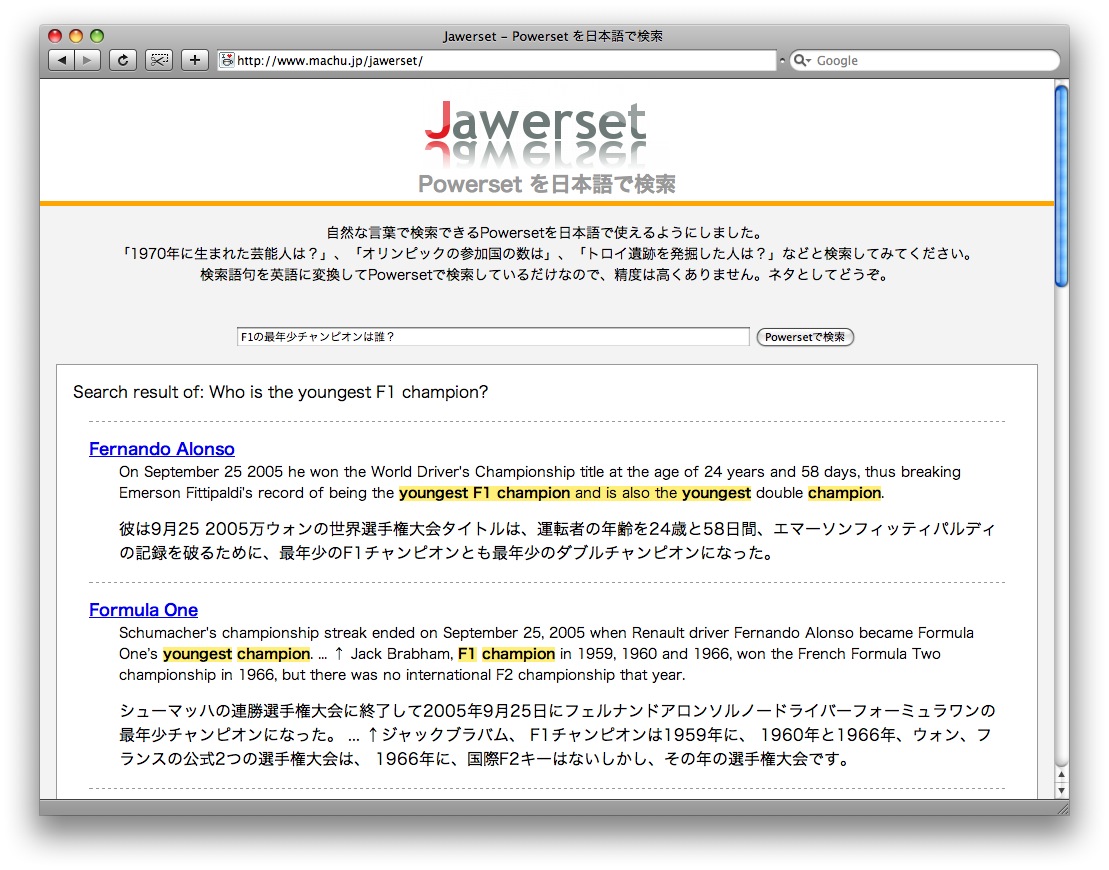 Jawerset – Powerset を日本語で検索
http://www.machu.jp/jawerset/
Google
Jawerset
Powerset を日本語で検索
自然な言葉で検索できるPowersetを日本語で使えるようにしました。
「1970年に生まれた芸能人は？」、「オリンピックの参加国の数は」、「トロイ遺跡を発掘した人は？」などと検索してみてください。
検索語句を英語に変換してPowersetで検索しているだけなので、精度は高くありません。ネタとしてどうぞ。
F1の最年少チャンピオンは誰？
Powersetで検索
Search result of: Who is the youngest F1 champion?
Fernando Alonso
On September 25 2005 he won the World Driver's Championship title at the age of 24 years and 58 days, thus breaking
Emerson Fittipaldi's record of being the youngest F1 champion and is also the youngest double champion.
彼は9月25 2005万ウォンの世界選手権大会タイトルは、運転者の年齢を24歳と58日間、エマーソンフィッティパルディ
の記録を破るために、最年少のF1チャンピオンとも最年少のダブルチャンピオンになった。
Formula One
Schumacher's championship streak ended on September 25, 2005 when Renault driver Fernando Alonso became Formula
One's youngest champion. ... ↑ Jack Brabham, F1 champion in 1959, 1960 and 1966, won the French Formula Two
championship in 1966, but there was no international F2 championship that year.
シューマッハの連勝選手権大会に終了して2005年9月25日にフェルナンドアロンソルノードライバーフォーミュラワンの
最年少チャンピオンになった。 ... ↑ジャックブラバム、 F1チャンピオンは1959年に、 1960年と1966年、ウォン、フ
ランスの公式2つの選手権大会は、 1966年に、国際F2キーはないしかし、その年の選手権大会です。